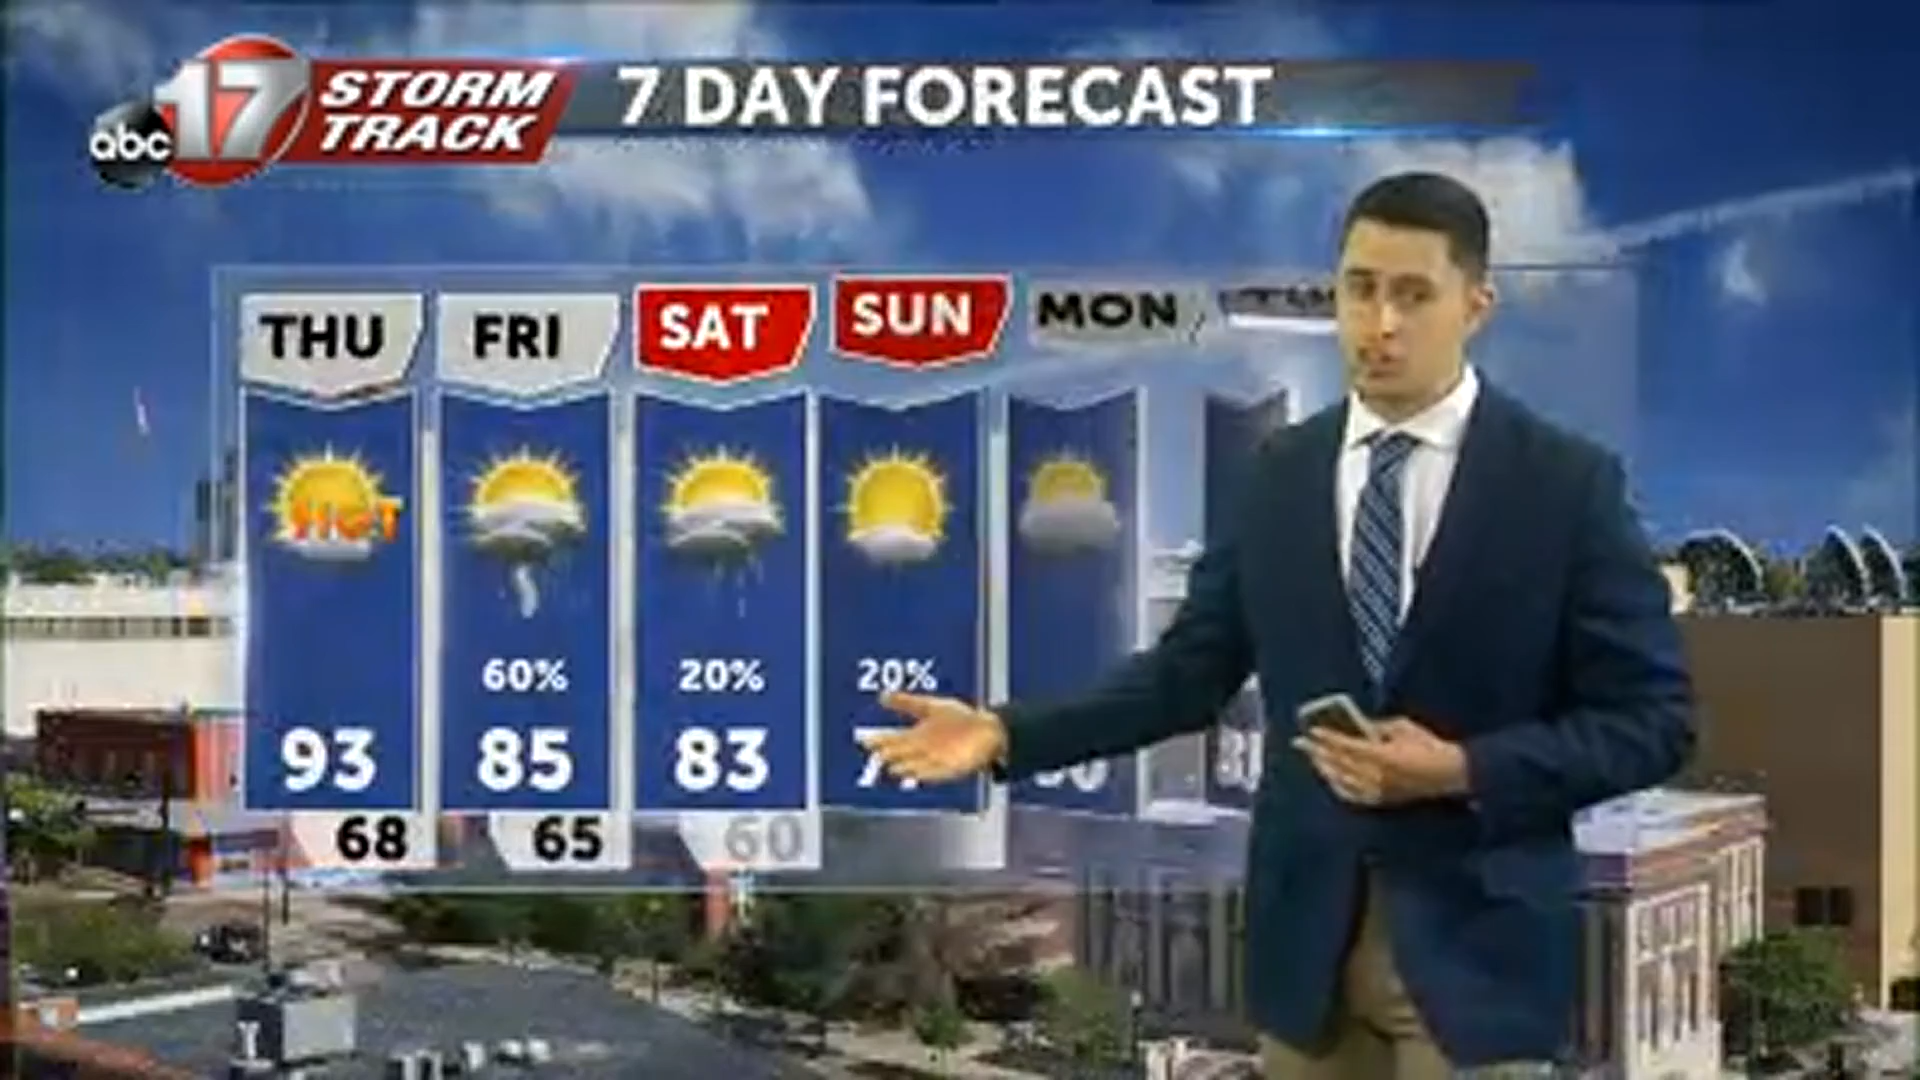 abc 17 STORM TRACK
7 DAY FORECAST
THU FRI SAT SUN MON
HOT
60% 20% 20%
93 85 83
68 65 60